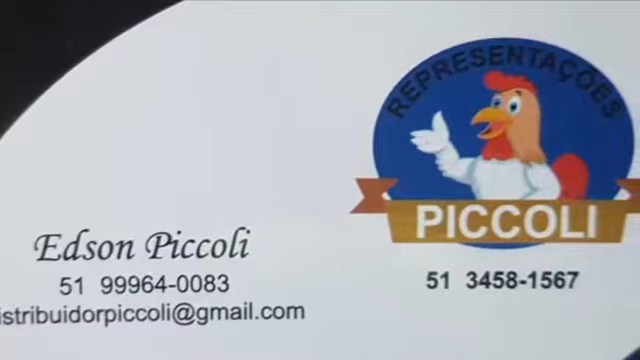 REPRESENTAÇÕES
PICCOLI
51 3458-1567
Edson Piccoli
51 99964-0083
istribuidorpiccoli@gmail.com